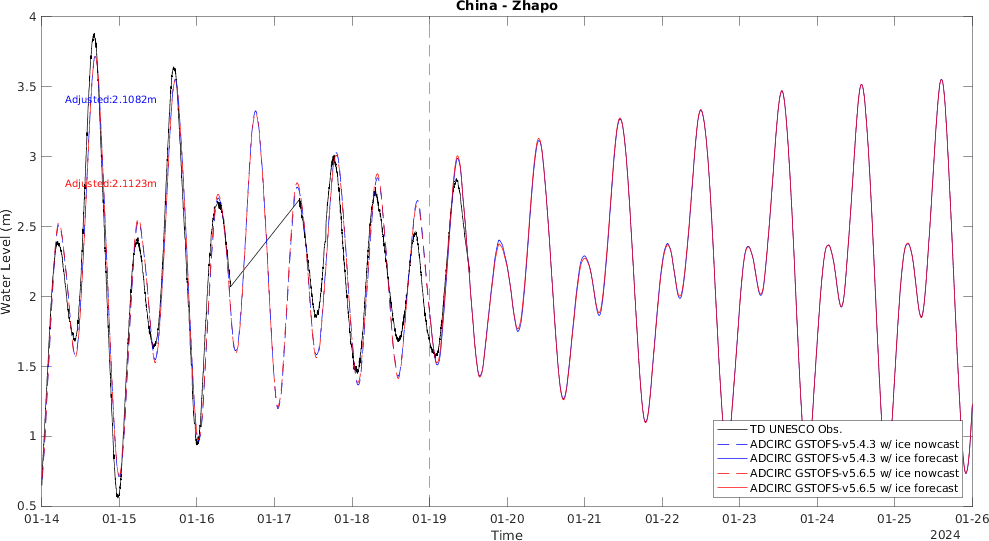 China - Zhapo
4
3.5
3
2.5
2
1.5
1
0.5
Water Level (m)
Adjusted:2.1082m
Adjusted:2.1123m
TD UNESCO Obs.
ADCIRC GSTOFS-v5.4.3 w/ ice nowcast
ADCIRC GSTOFS-v5.4.3 w/ ice forecast
ADCIRC GSTOFS-v5.6.5 w/ ice nowcast
ADCIRC GSTOFS-v5.6.5 w/ ice forecast
01-14 01-15 01-16 01-17 01-18 01-19 01-20 01-21 01-22 01-23 01-24 01-25 01-26
Time
2024